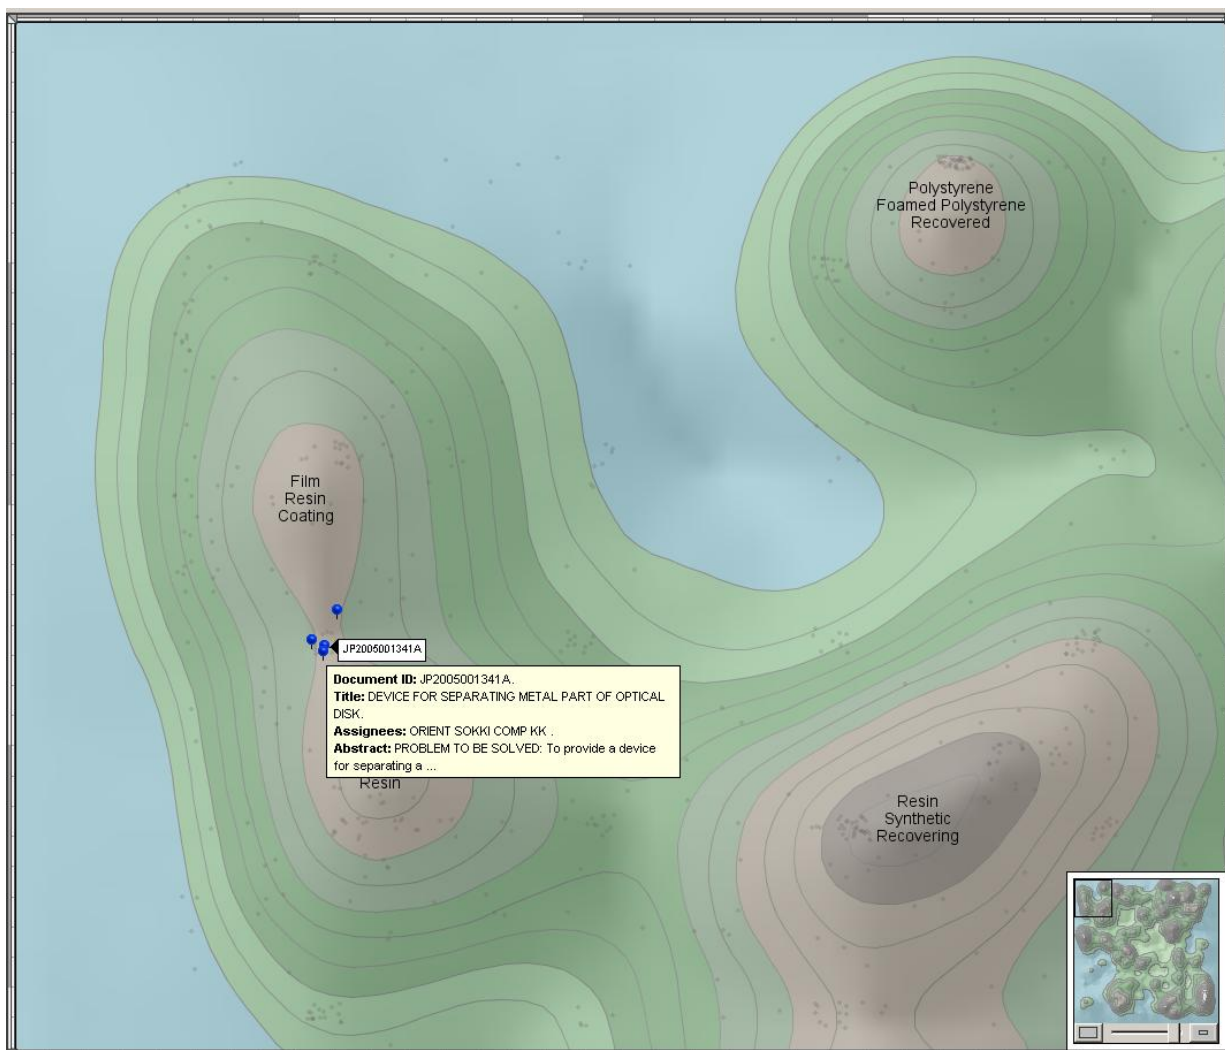 Polystyrene
Foamed Polystyrene
Recovered
Film
Resin
Coating
JP2005001341A
Document ID: JP2005001341A.
Title: DEVICE FOR SEPARATING METAL PART OF OPTICAL
DISK.
Assignees: ORIENT SOKKI COMP KK .
Abstract: PROBLEM TO BE SOLVED: To provide a device
for separating a ...
Resin
Resin
Synthetic
Recovering